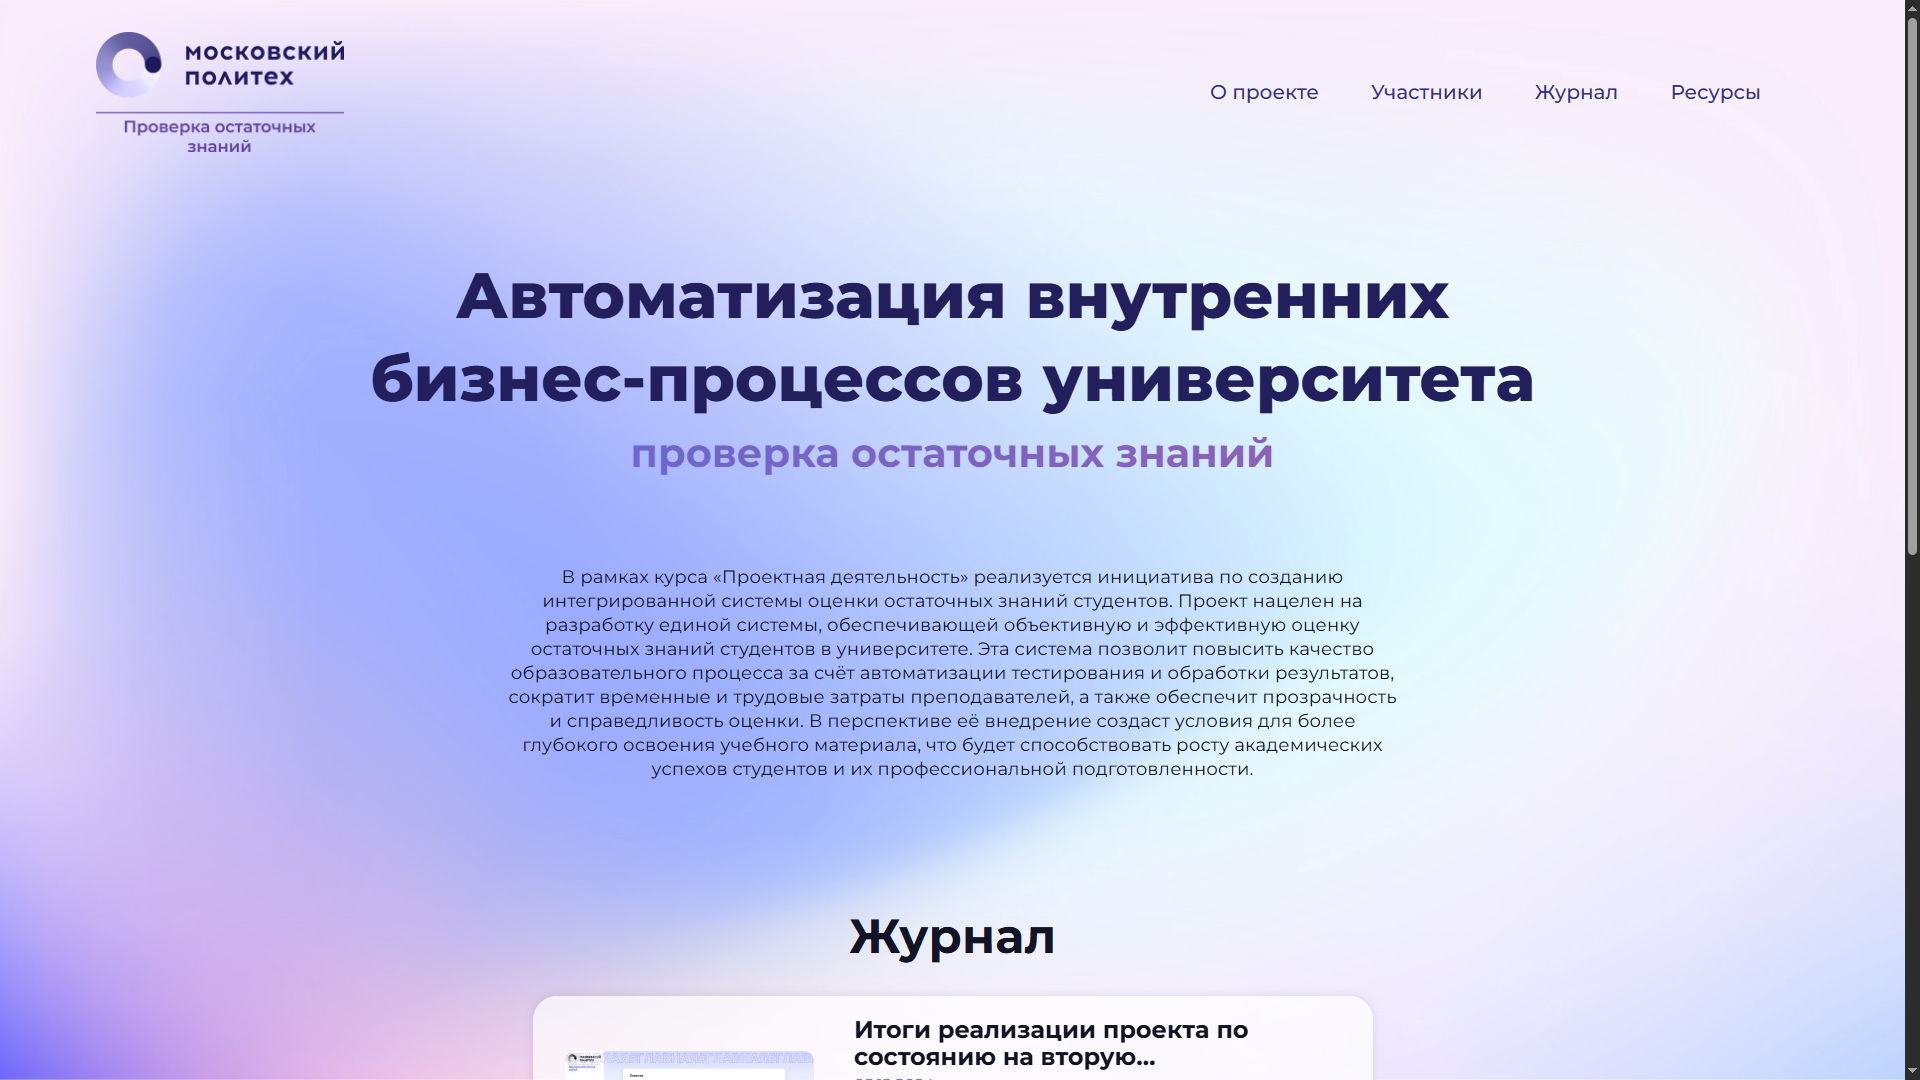 московский
политех
Проверка остаточных
знаний
О проекте Участники Журнал Ресурсы
Автоматизация внутренних
бизнес-процессов университета
проверка остаточных знаний
В рамках курса «Проектная деятельность» реализуется инициатива по созданию
интегрированной системы оценки остаточных знаний студентов. Проект нацелен на
разработку единой системы, обеспечивающей объективную и эффективную оценку
остаточных знаний студентов в университете. Эта система позволит повысить качество
образовательного процесса за счёт автоматизации тестирования и обработки результатов,
сократит временные и трудовые затраты преподавателей, а также обеспечит прозрачность
и справедливость оценки. В перспективе её внедрение создаст условия для более
глубокого освоения учебного материала, что будет способствовать росту академических
успехов студентов и их профессиональной подготовленности.
Журнал
Итоги реализации проекта по
состоянию на вторую...